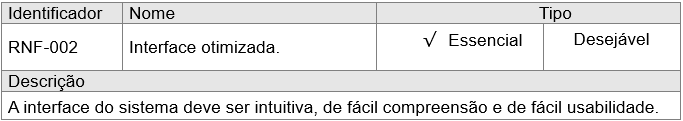 Identificador Nome Tipo
RNF-002 Interface otimizada. √ Essencial Desejável
Descrição
A interface do sistema deve ser intuitiva, de fácil compreensão e de fácil usabilidade.